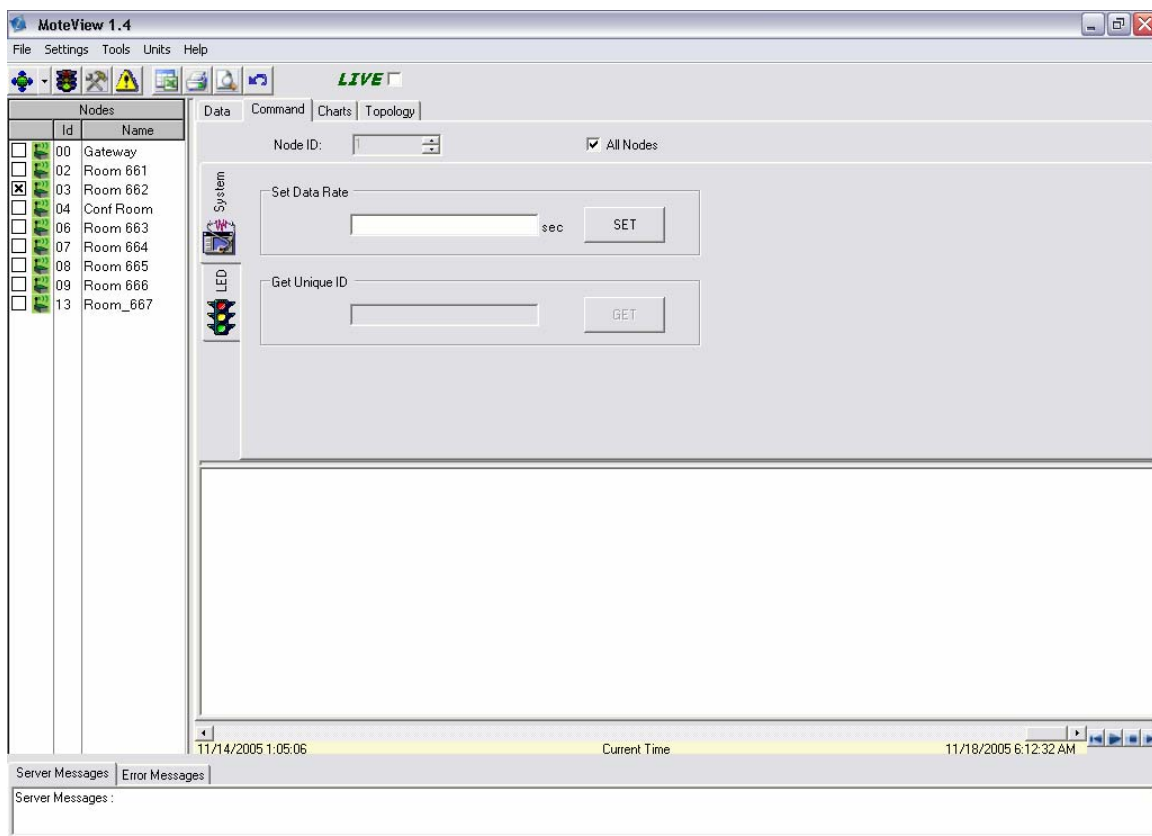 MoteView 1.4
File Settings Tools Units Help
LIVE
Nodes
Id Name
00 Gateway
02 Room 661
03 Room 662
04 Conf Room
06 Room 663
07 Room 664
08 Room 665
09 Room 666
13 Room_667
Data Command Charts Topology
Node ID: 1 All Nodes
System
Set Data Rate
sec SET
LED
Get Unique ID
GET
11/14/2005 1:05:06 Current Time 11/18/2005 6:12:32 AM
Server Messages Error Messages
Server Messages :